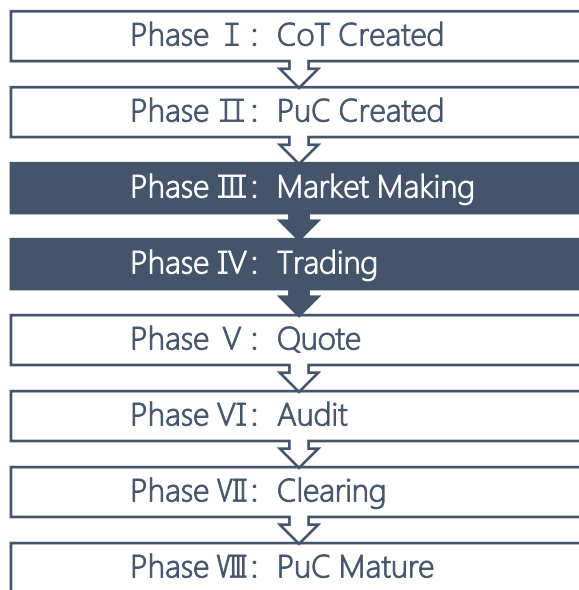 Phase Ⅰ: CoT Created
Phase Ⅱ: PuC Created
Phase Ⅲ: Market Making
Phase Ⅳ: Trading
Phase Ⅴ: Quote
Phase Ⅵ: Audit
Phase Ⅶ: Clearing
Phase Ⅷ: PuC Mature